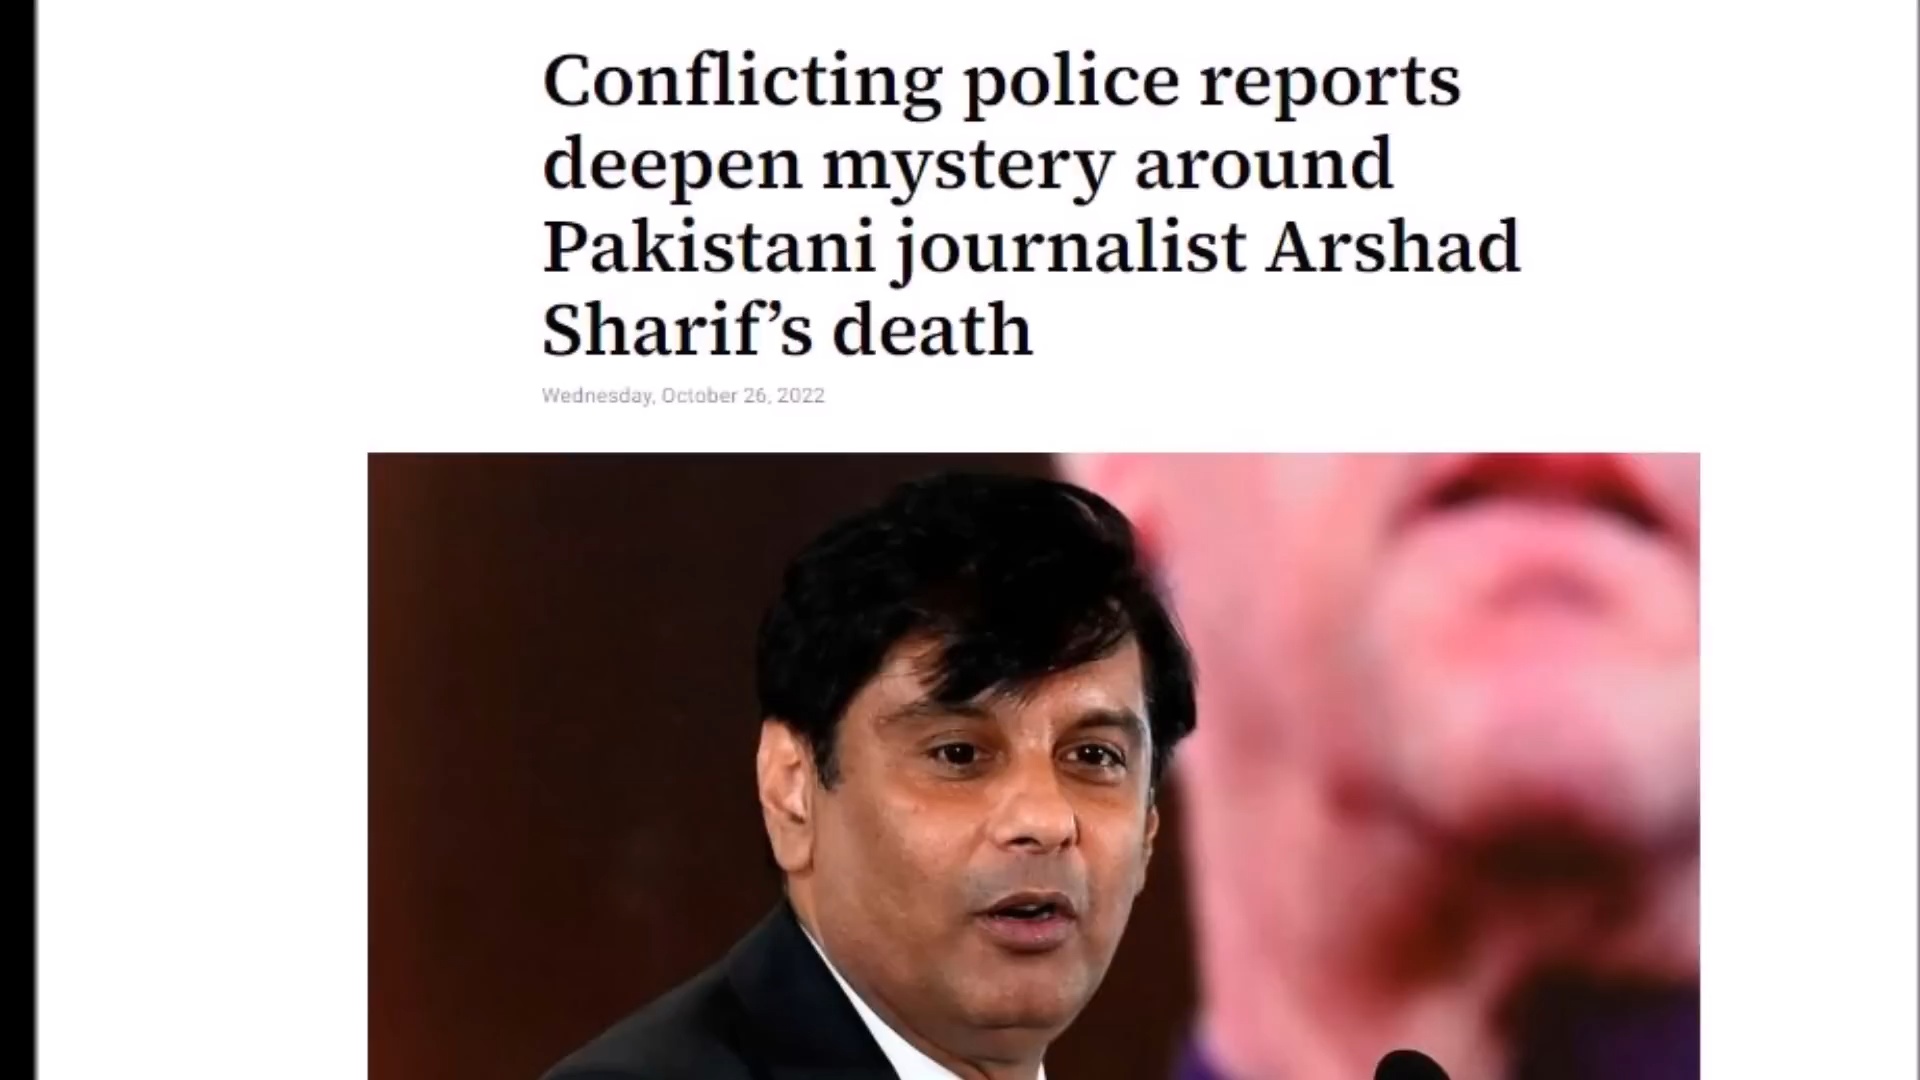 Conflicting police reports
deepen mystery around
Pakistani journalist Arshad
Sharif’s death
Wednesday, October 26, 2022